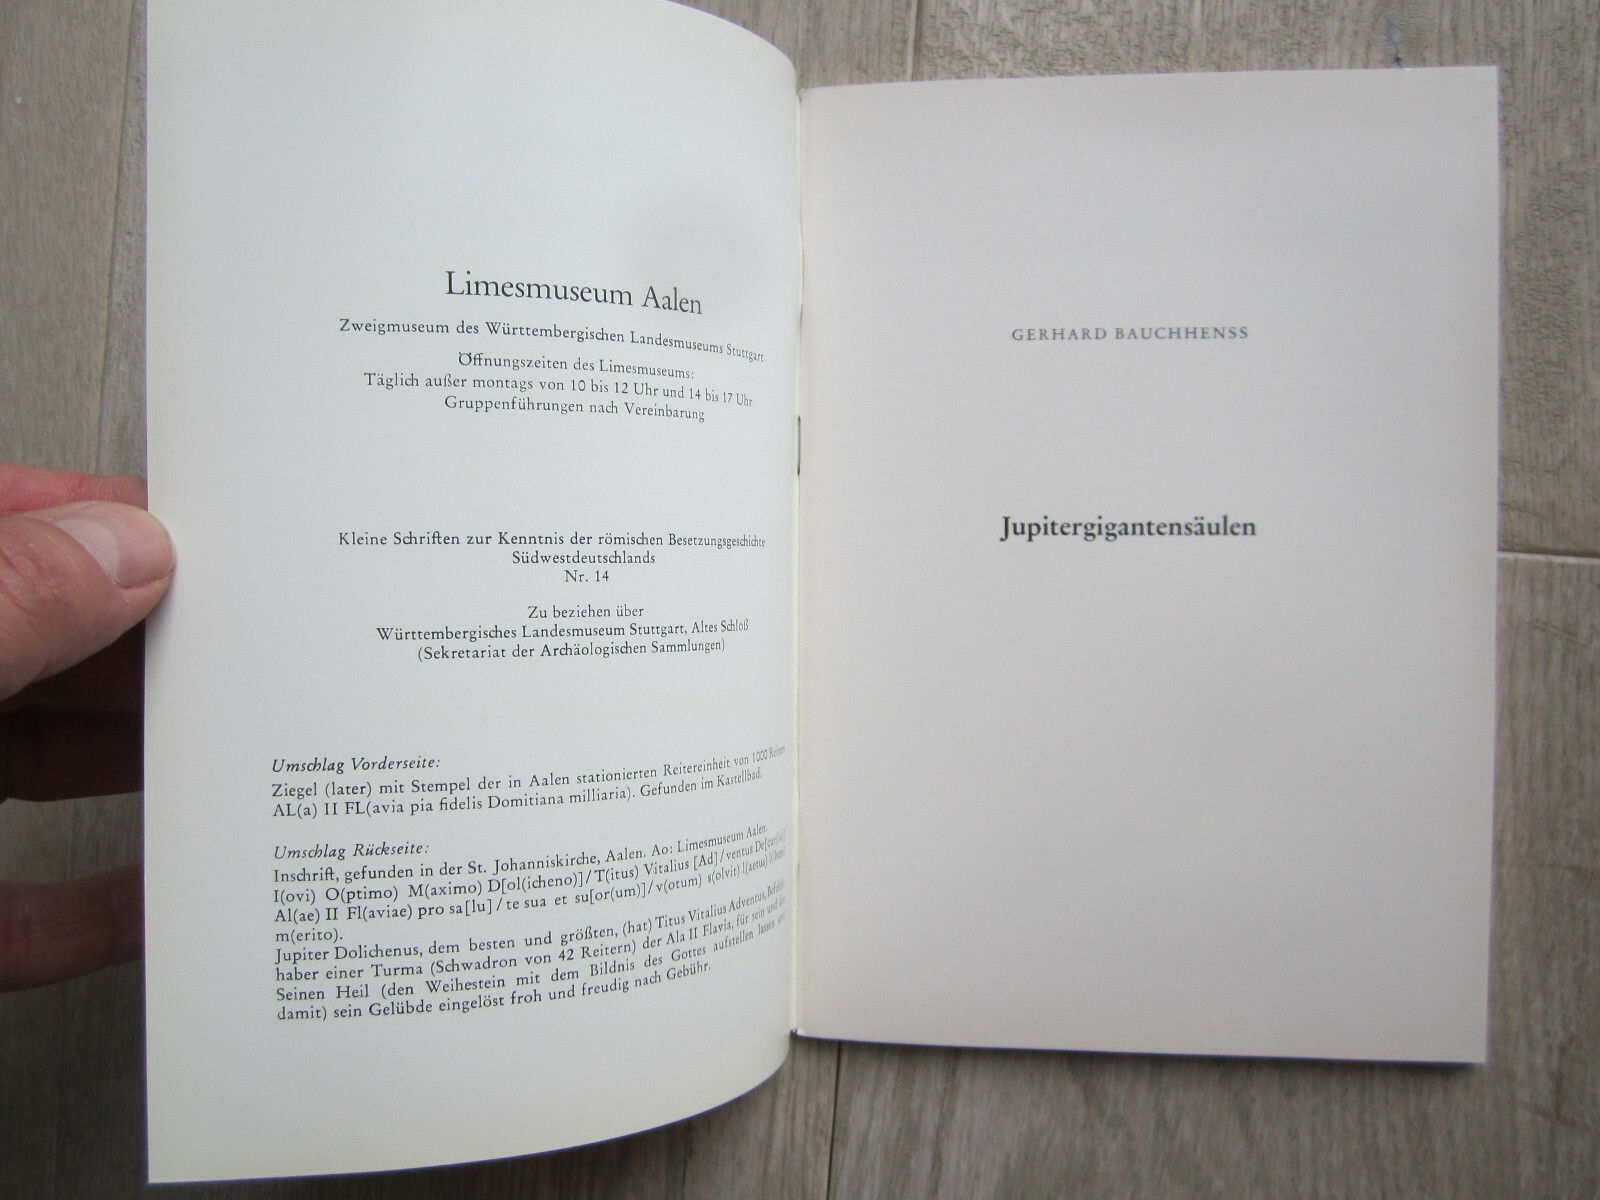 Limesmuseum Aalen
Zweigmuseum des Württembergischen Landesmuseums Stuttgart
Öffnungszeiten des Limesmuseums:
Täglich außer montags von 10 bis 12 Uhr und 14 bis 17 Uhr
Gruppenführungen nach Vereinbarung
Kleine Schriften zur Kenntnis der römischen Besetzungsgeschichte
Südwestdeutschlands
Nr. 14
Zu beziehen über
Württembergisches Landesmuseum Stuttgart, Altes Schloß
(Sekretariat der Archäologischen Sammlungen)
Umschlag Vorderseite:
Ziegel (later) mit Stempel der in Aalen stationierten Reitereinheit von 1000 Reitern
AL(a) II FL(avia pia fidelis Domitiana milliaria). Gefunden im Kastellbad.
Umschlag Rückseite:
Inschrift, gefunden in der St. Johanniskirche, Aalen. Ao: Limesmuseum Aalen.
I(ovi) O(ptimo) M(aximo) D[ol(icheno)]/T(itus) Vitalius [Ad]/ventus De[curi(o)]
Al(ae) II Fl(aviae) pro sa[lu]/te sua et su[or(um)]/v(otum) s(olvit) l(aetus) l(ibens)
m(erito).
Jupiter Dolichenus, dem besten und größten, (hat) Titus Vitalius Adventus, Befehls-
haber einer Turma (Schwadron von 42 Reitern) der Ala II Flavia, für sein und der
Seinen Heil (den Weihestein mit dem Bildnis des Gottes aufstellen lassen und
damit) sein Gelübde eingelöst froh und freudig nach Gebühr.
GERHARD BAUCHHENSS
Jupitergigantensäulen